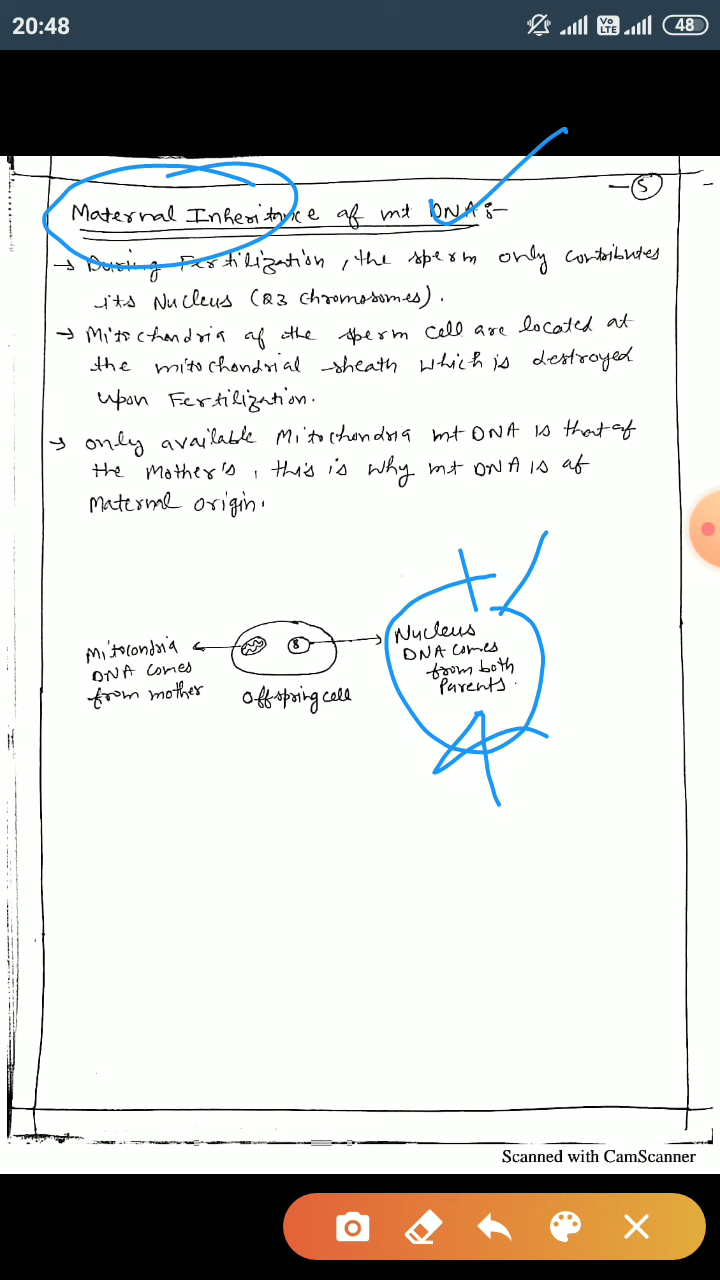 20:48
Vo LTE
48
5
Maternal Inheritance of mt DNA:-
→ During Fertilization, the sperm only contributes
its Nucleus (23 chromosomes).
→ Mitochondria of the sperm cell are located at
the mitochondrial sheath which is destroyed
upon Fertilization.
→ only available Mitochondria mt DNA is that of
the Mother's, this is why mt DNA is of
Maternal origin.
Mitocondria
DNA comes
from mother
offspring cell
Nucleus
DNA comes
from both
Parents.
Scanned with CamScanner